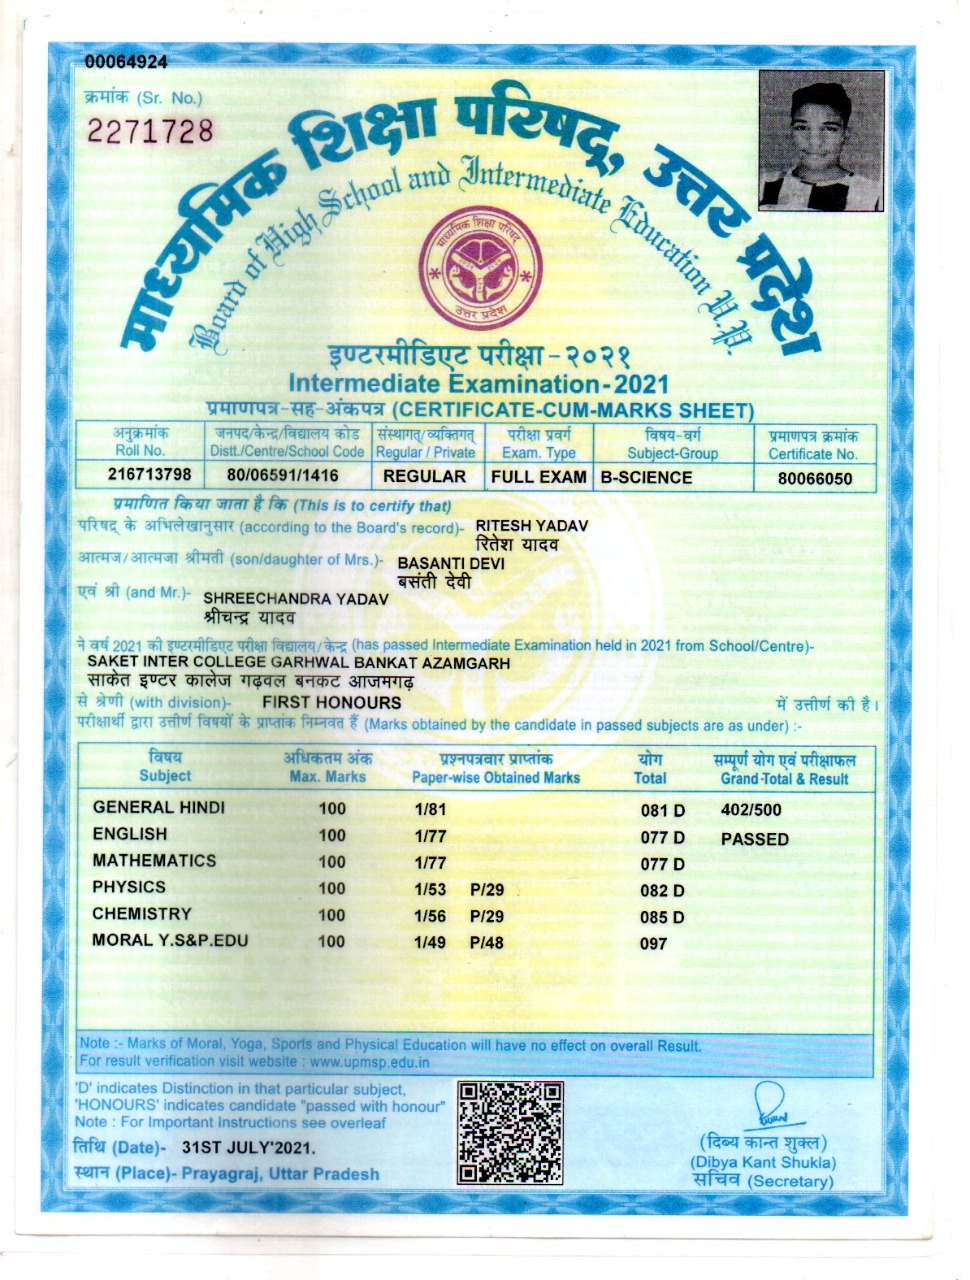 00064924
क्रमांक (Sr. No.)
2271728
माध्यमिक शिक्षा परिषद्, उत्तर प्रदेश
Board of High School and Intermediate Education U.P.
माध्यमिक शिक्षा परिषद्
उत्तर प्रदेश
इण्टरमीडिएट परीक्षा-२०२१
Intermediate Examination-2021
प्रमाणपत्र-सह-अंकपत्र (CERTIFICATE-CUM-MARKS SHEET)
अनुक्रमांक जनपद/केन्द्र/विद्यालय कोड संस्थागत/व्यक्तिगत् परीक्षा प्रवर्ग विषय-वर्ग प्रमाणपत्र क्रमांक
Roll No. Distt./Centre/School Code Regular / Private Exam. Type Subject-Group Certificate No.
216713798 80/06591/1416 REGULAR FULL EXAM B-SCIENCE 80066050
प्रमाणित किया जाता है कि (This is to certify that)
परिषद् के अभिलेखानुसार (according to the Board's record)- RITESH YADAV
रितेश यादव
आत्मज/आत्मजा श्रीमती (son/daughter of Mrs.)- BASANTI DEVI
बसंती देवी
एवं श्री (and Mr.)- SHREECHANDRA YADAV
श्रीचन्द्र यादव
ने वर्ष 2021 की इण्टरमीडिएट परीक्षा विद्यालय/केन्द्र (has passed Intermediate Examination held in 2021 from School/Centre)-
SAKET INTER COLLEGE GARHWAL BANKAT AZAMGARH
साकेत इण्टर कालेज गढ़वल बनकट आजमगढ़
से श्रेणी (with division)- FIRST HONOURS में उत्तीर्ण की है।
परीक्षार्थी द्वारा उत्तीर्ण विषयों के प्राप्तांक निम्नवत हैं (Marks obtained by the candidate in passed subjects are as under) :-
विषय अधिकतम अंक प्रश्नपत्रवार प्राप्तांक योग सम्पूर्ण योग एवं परीक्षाफल
Subject Max. Marks Paper-wise Obtained Marks Total Grand-Total & Result
GENERAL HINDI 100 1/81 081 D 402/500
ENGLISH 100 1/77 077 D PASSED
MATHEMATICS 100 1/77 077 D
PHYSICS 100 1/53 P/29 082 D
CHEMISTRY 100 1/56 P/29 085 D
MORAL Y.S&P.EDU 100 1/49 P/48 097
Note :- Marks of Moral, Yoga, Sports and Physical Education will have no effect on overall Result.
For result verification visit website : www.upmsp.edu.in
'D' indicates Distinction in that particular subject,
'HONOURS' indicates candidate "passed with honour"
Note : For Important Instructions see overleaf
तिथि (Date)- 31ST JULY'2021.
स्थान (Place)- Prayagraj, Uttar Pradesh
(दिब्य कान्त शुक्ल)
(Dibya Kant Shukla)
सचिव (Secretary)